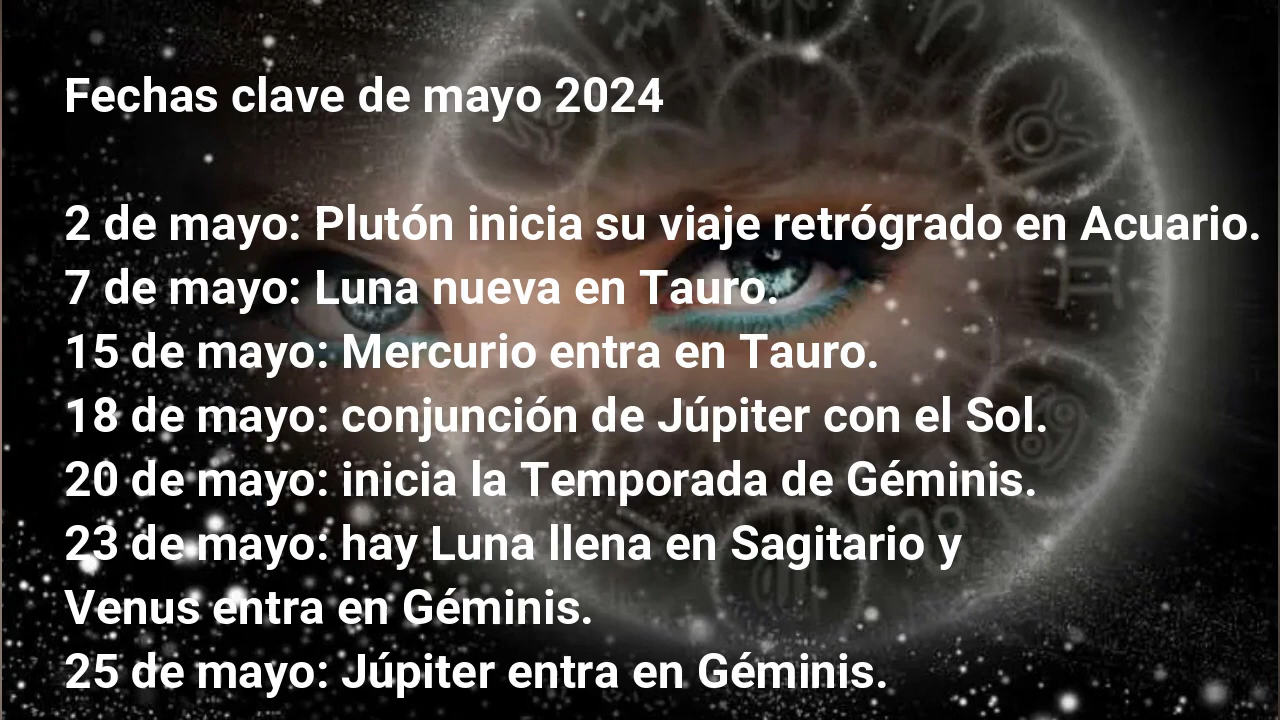 Fechas clave de mayo 2024
2 de mayo: Plutón inicia su viaje retrógrado en Acuario.
7 de mayo: Luna nueva en Tauro.
15 de mayo: Mercurio entra en Tauro.
18 de mayo: conjunción de Júpiter con el Sol.
20 de mayo: inicia la Temporada de Géminis.
23 de mayo: hay Luna llena en Sagitario y
Venus entra en Géminis.
25 de mayo: Júpiter entra en Géminis.